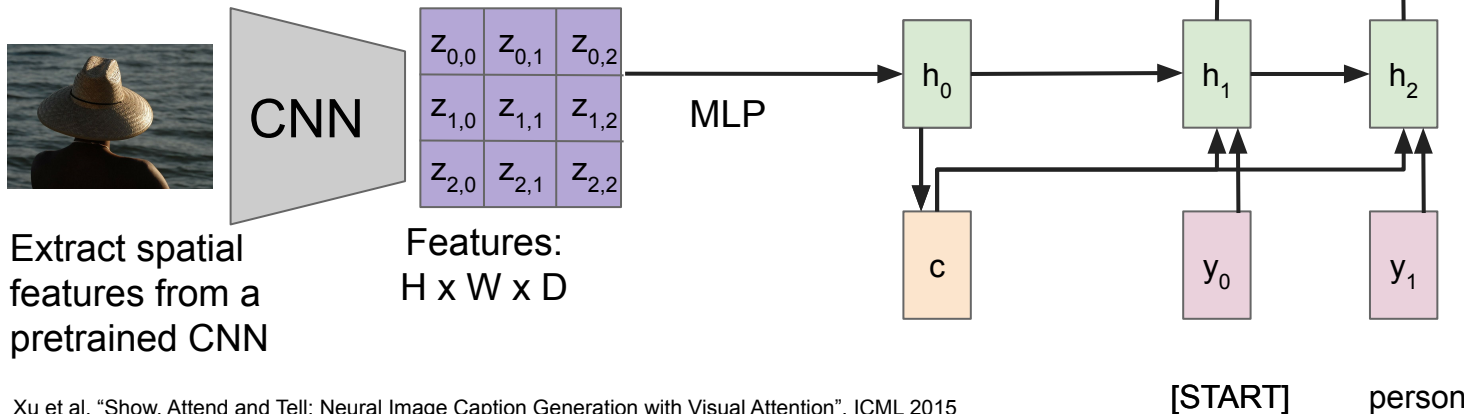 CNN
z0,0 z0,1 z0,2
z1,0 z1,1 z1,2
z2,0 z2,1 z2,2
MLP
h0
h1
h2
Extract spatial
features from a
pretrained CNN
Features:
H x W x D
c
y0
y1
[START]
person
Xu et al, “Show, Attend and Tell: Neural Image Caption Generation with Visual Attention”, ICML 2015